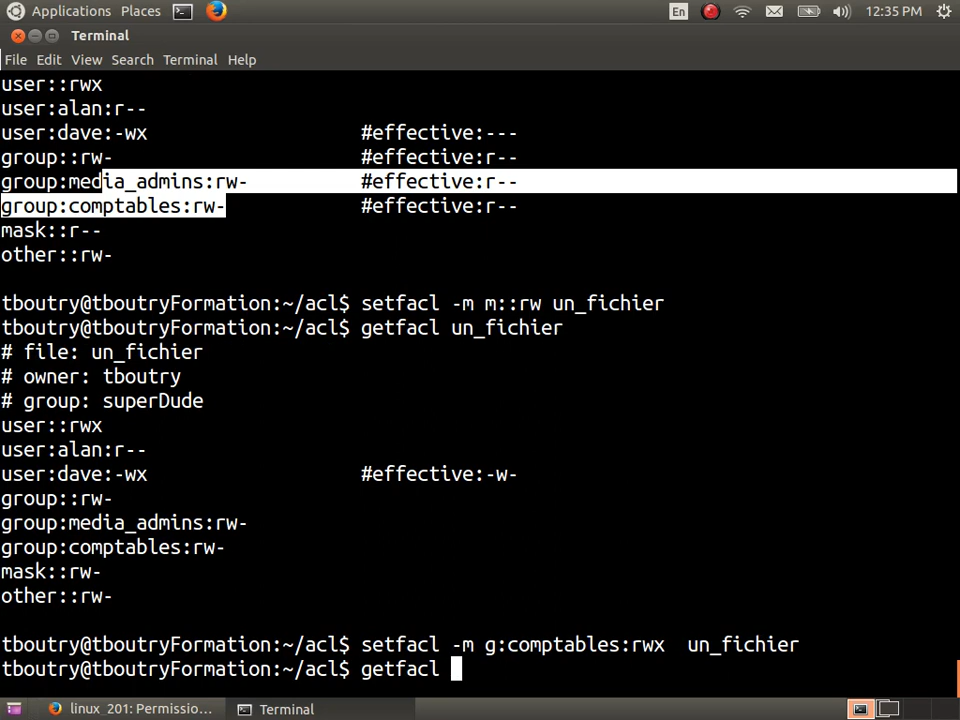 Applications Places En 12:35 PM
Terminal
File Edit View Search Terminal Help
user::rwx
user:alan:r--
user:dave:-wx #effective:---
group::rw- #effective:r--
group:media_admins:rw- #effective:r--
group:comptables:rw- #effective:r--
mask::r--
other::rw-
tboutry@tboutryFormation:~/acl$ setfacl -m m::rw un_fichier
tboutry@tboutryFormation:~/acl$ getfacl un_fichier
# file: un_fichier
# owner: tboutry
# group: superDude
user::rwx
user:alan:r--
user:dave:-wx #effective:-w-
group::rw-
group:media_admins:rw-
group:comptables:rw-
mask::rw-
other::rw-
tboutry@tboutryFormation:~/acl$ setfacl -m g:comptables:rwx  un_fichier
tboutry@tboutryFormation:~/acl$ getfacl
linux_201: Permissio... Terminal